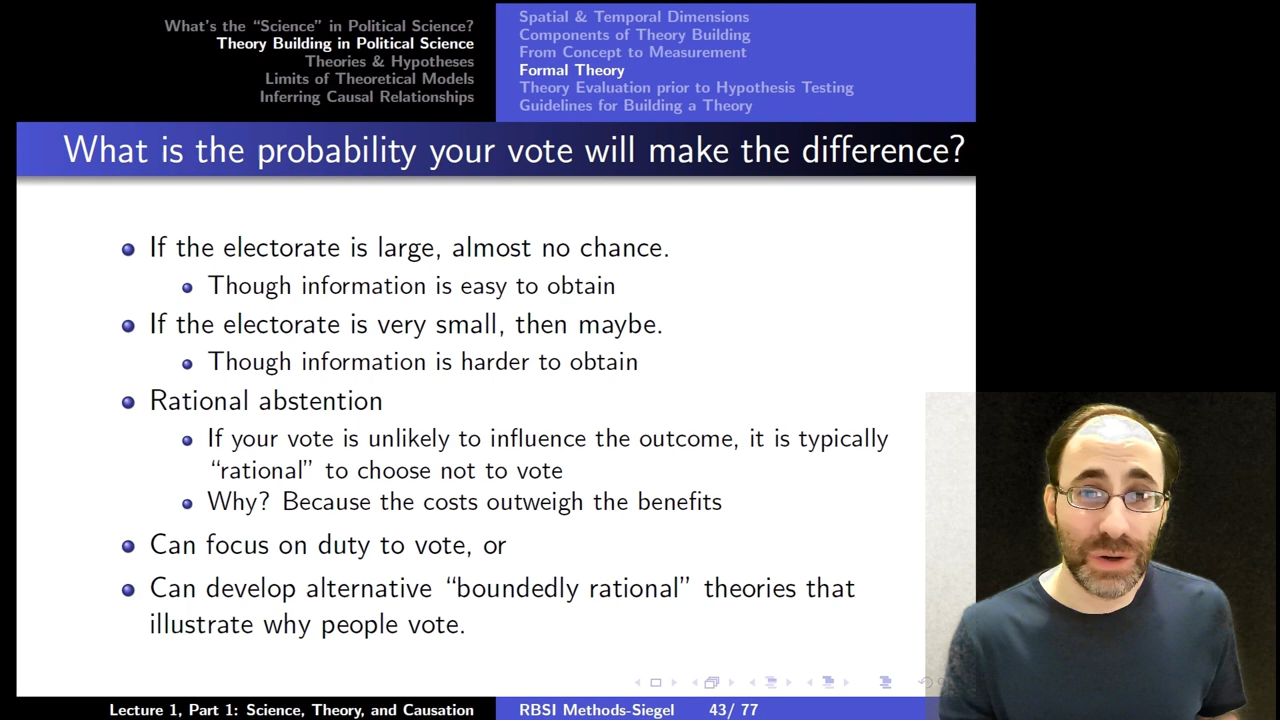 What's the “Science” in Political Science?
Theory Building in Political Science
Theories & Hypotheses
Limits of Theoretical Models
Inferring Causal Relationships
Spatial & Temporal Dimensions
Components of Theory Building
From Concept to Measurement
Formal Theory
Theory Evaluation prior to Hypothesis Testing
Guidelines for Building a Theory
What is the probability your vote will make the difference?
If the electorate is large, almost no chance.
Though information is easy to obtain
If the electorate is very small, then maybe.
Though information is harder to obtain
Rational abstention
If your vote is unlikely to influence the outcome, it is typically
“rational” to choose not to vote
Why? Because the costs outweigh the benefits
Can focus on duty to vote, or
Can develop alternative “boundedly rational” theories that
illustrate why people vote.
Lecture 1, Part 1: Science, Theory, and Causation
RBSI Methods-Siegel
43/ 77